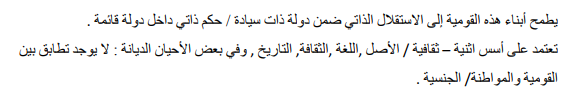 يطمح أبناء هذه القومية إلى الاستقلال الذاتي ضمن دولة ذات سيادة / حكم ذاتي داخل دولة قائمة .
تعتمد على أسس اثنية – ثقافية / الأصل ,اللغة ,الثقافة, التاريخ , وفي بعض الأحيان الديانة : لا يوجد تطابق بين
القومية والمواطنة/ الجنسية .